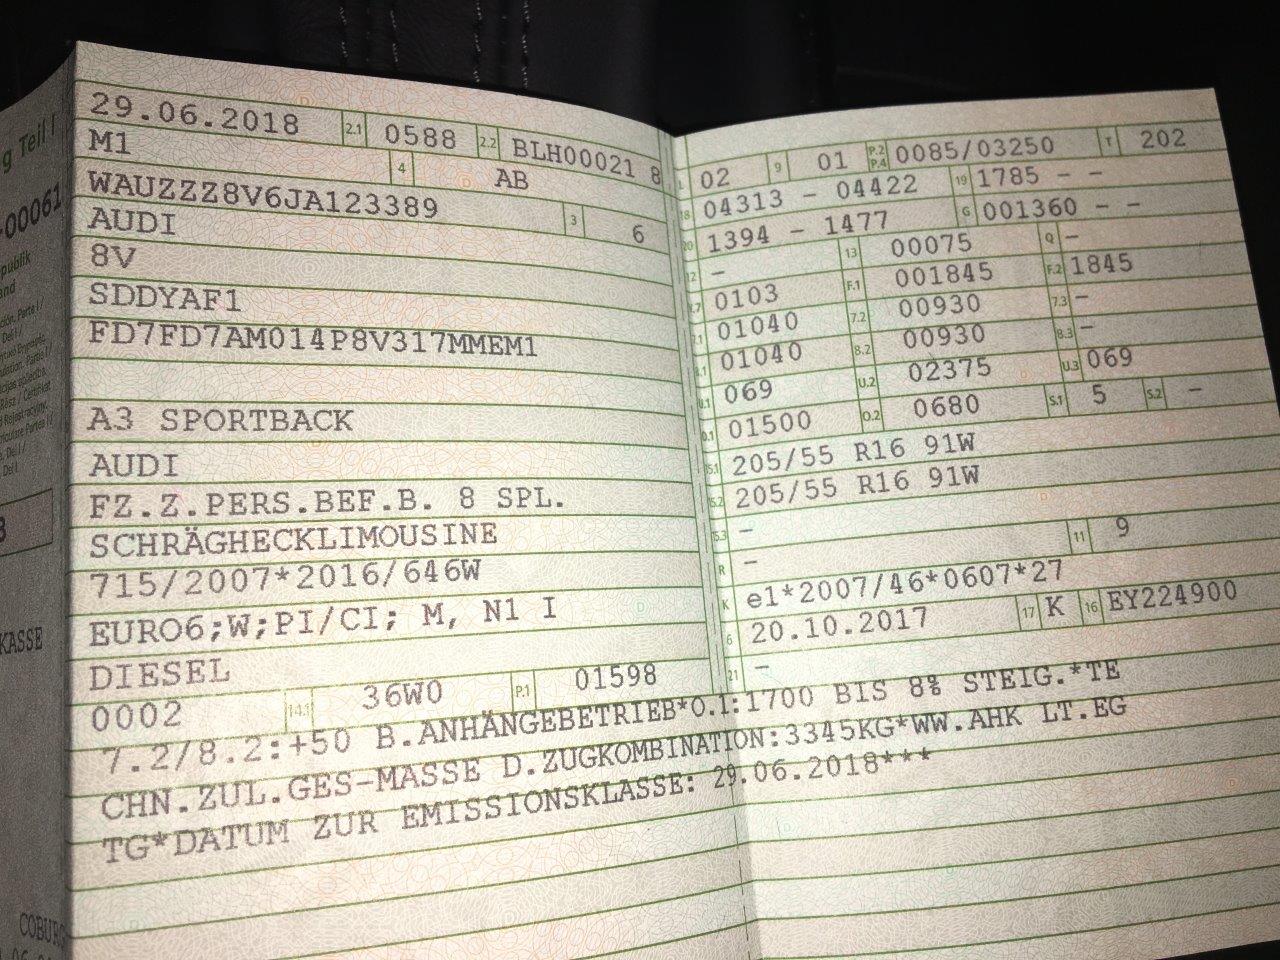 g Teil I
-00061
publik
and
KASSE
COBURG
29.06.2018 2.1 0588 2.2 BLH00021 8
M1 4 AB
WAUZZZ8V6JA123389 3 6
AUDI
8V
SDDYAF1
FD7FD7AM014P8V317MMEM1
A3 SPORTBACK
AUDI
FZ.Z.PERS.BEF.B. 8 SPL.
SCHRÄGHECKLIMOUSINE
715/2007*2016/646W
EURO6;W;PI/CI; M, N1 I
DIESEL
0002 14.1 36W0 P.1 01598
L 02 9 01 P.2 P.4 0085/03250 T 202
18 04313 - 04422 19 1785 - -
20 1394 - 1477 G 001360 - -
12 - 13 00075 Q -
V.7 0103 F.1 001845 F.2 1845
7.1 01040 7.2 00930 7.3 -
8.1 01040 8.2 00930 8.3 -
U.1 069 U.2 02375 U.3 069
O.1 01500 O.2 0680 S.1 5 S.2 -
15.1 205/55 R16 91W
15.2 205/55 R16 91W
15.3 -
R - 11 9
K e1*2007/46*0607*27
6 20.10.2017 17 K 16 EY224900
21 -
7.2/8.2:+50 B.ANHÄNGEBETRIEB*O.1:1700 BIS 8% STEIG.*TE
CHN.ZUL.GES-MASSE D.ZUGKOMBINATION:3345KG*WW.AHK LT.EG
TG*DATUM ZUR EMISSIONSKLASSE: 29.06.2018***